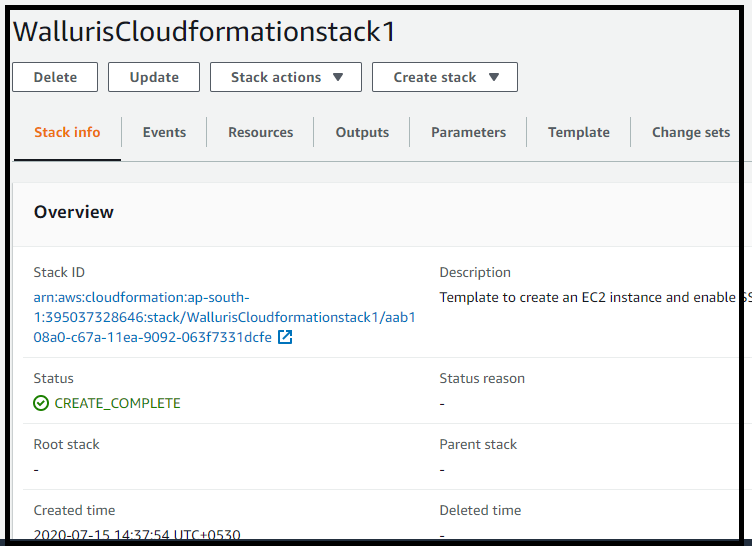 WallurisCloudformationstack1
Delete
Update
Stack actions
Create stack
Stack info
Events
Resources
Outputs
Parameters
Template
Change sets
Overview
Stack ID
arn:aws:cloudformation:ap-south-
1:395037328646:stack/WallurisCloudformationstack1/aab1
08a0-c67a-11ea-9092-063f7331dcfe
Description
Template to create an EC2 instance and enable
Status
CREATE_COMPLETE
Status reason
-
Root stack
-
Parent stack
-
Created time
2020-07-15 14:37:54 UTC+0530
Deleted time
-